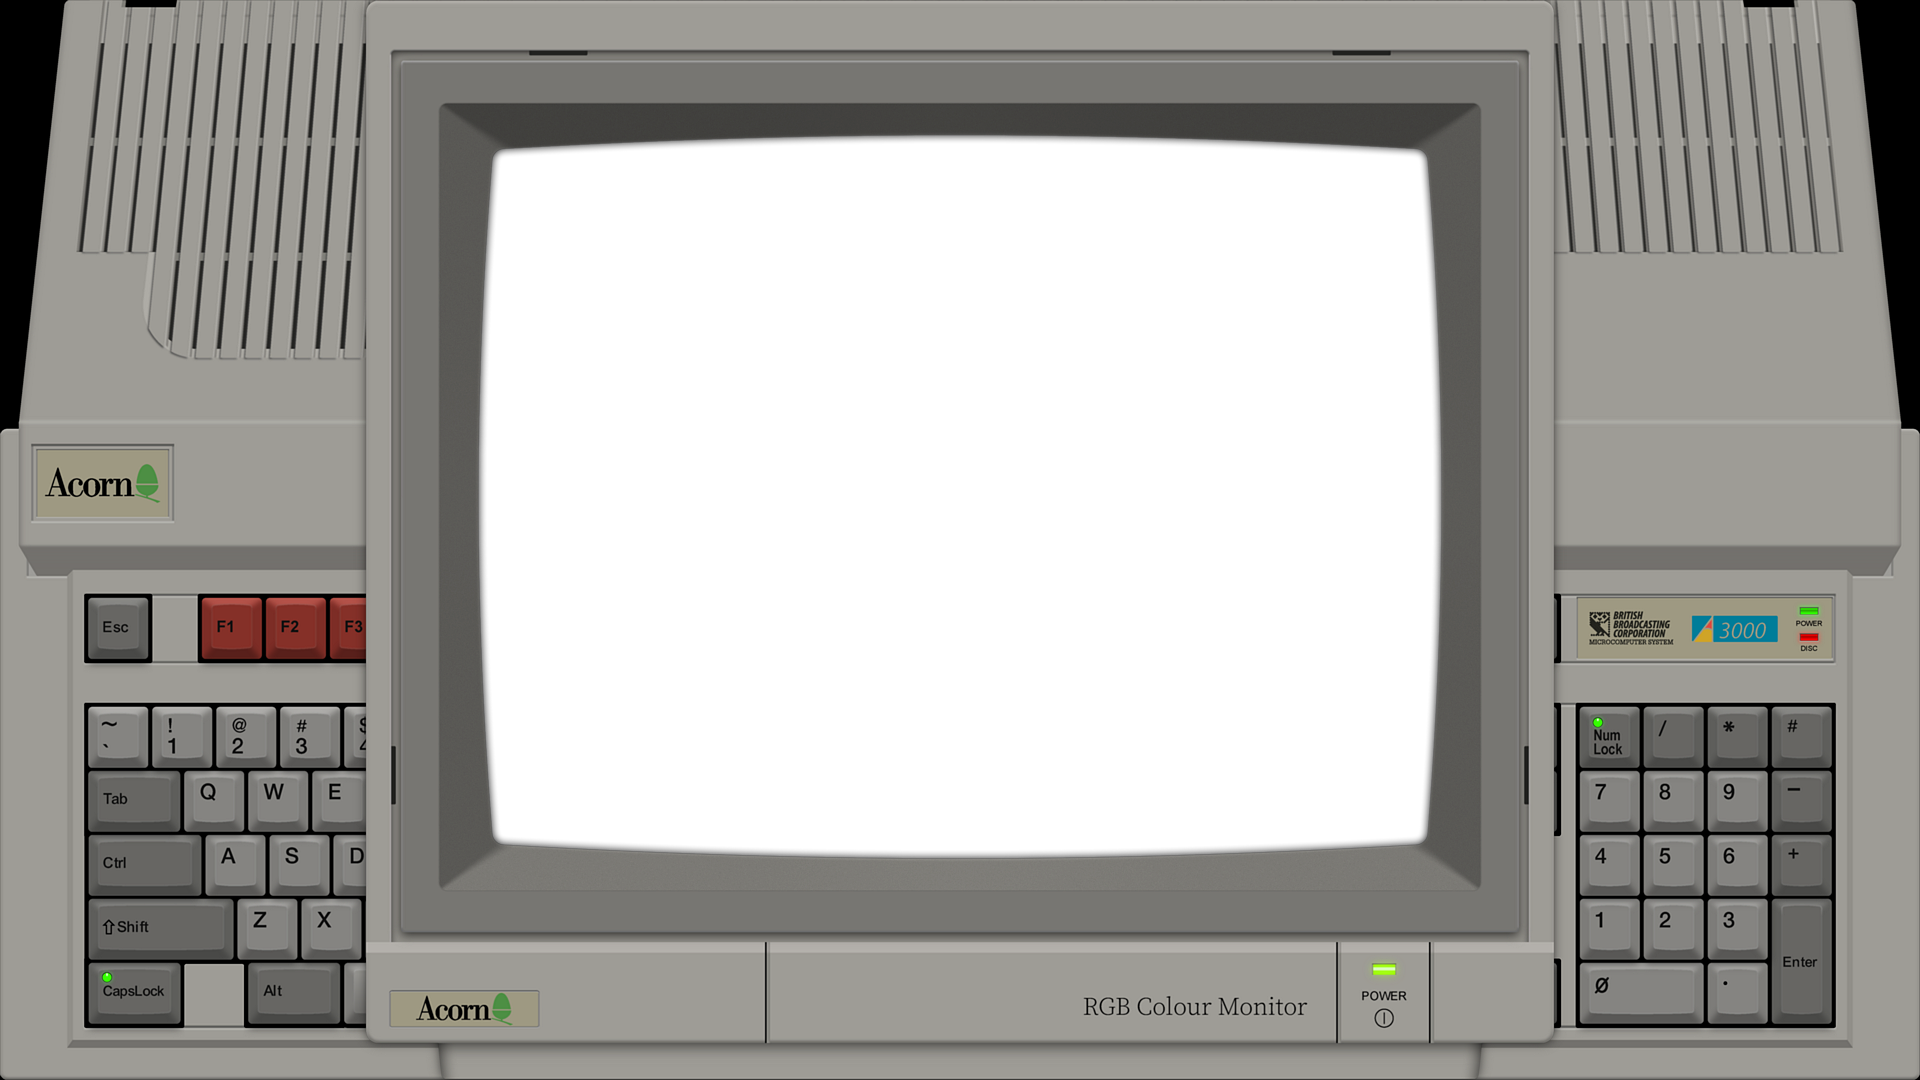 Acorn
Esc
F1
F2
F3
~
`
!
1
@
2
#
3
$
4
Tab
Q
W
E
Ctrl
A
S
D
⇧Shift
Z
X
CapsLock
Alt
Acorn
RGB Colour Monitor
POWER
BRITISH
BROADCASTING
CORPORATION
MICROCOMPUTER SYSTEM
3000
POWER
DISC
Num
Lock
/
*
#
7
8
9
−
4
5
6
+
1
2
3
Enter
Ø
.